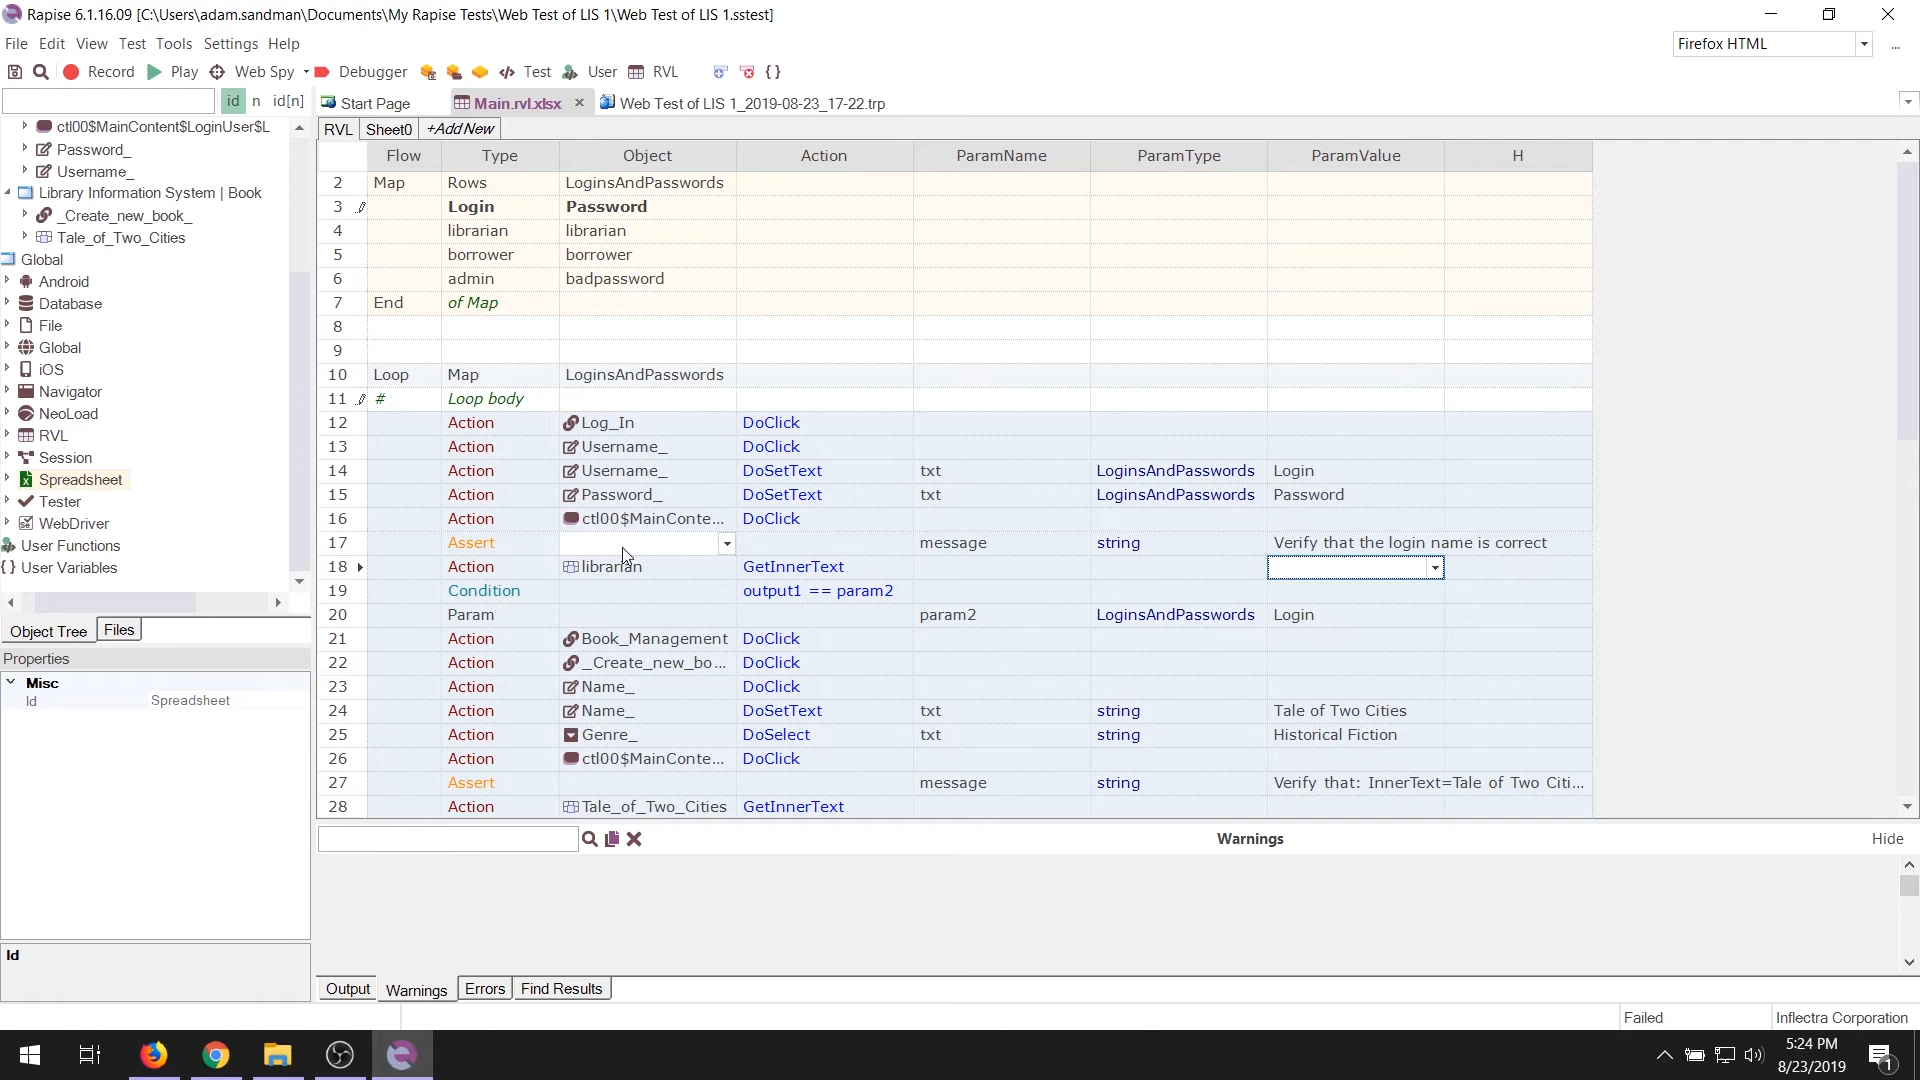 Rapise 6.1.16.09 [C:\Users\adam.sandman\Documents\My Rapise Tests\Web Test of LIS 1\Web Test of LIS 1.sstest]
File Edit View Test Tools Settings Help
Firefox HTML ...
Record Play Web Spy Debugger Test User RVL { }
id n id[n]
Start Page Main.rvl.xlsx Web Test of LIS 1_2019-08-23_17-22.trp
RVL Sheet0 +Add New
ctl00$MainContent$LoginUser$L
Password_
Username_
Library Information System | Book
_Create_new_book_
Tale_of_Two_Cities
Global
Android
Database
File
Global
iOS
Navigator
NeoLoad
RVL
Session
Spreadsheet
Tester
WebDriver
User Functions
{} User Variables
Object Tree Files
Properties
Misc
Id Spreadsheet
Id
Flow Type Object Action ParamName ParamType ParamValue H
2 Map Rows LoginsAndPasswords
3 Login Password
4 librarian librarian
5 borrower borrower
6 admin badpassword
7 End of Map
8
9
10 Loop Map LoginsAndPasswords
11 # Loop body
12 Action Log_In DoClick
13 Action Username_ DoClick
14 Action Username_ DoSetText txt LoginsAndPasswords Login
15 Action Password_ DoSetText txt LoginsAndPasswords Password
16 Action ctl00$MainConte... DoClick
17 Assert message string Verify that the login name is correct
18 Action librarian GetInnerText
19 Condition output1 == param2
20 Param param2 LoginsAndPasswords Login
21 Action Book_Management DoClick
22 Action _Create_new_bo... DoClick
23 Action Name_ DoClick
24 Action Name_ DoSetText txt string Tale of Two Cities
25 Action Genre_ DoSelect txt string Historical Fiction
26 Action ctl00$MainConte... DoClick
27 Assert message string Verify that: InnerText=Tale of Two Citi...
28 Action Tale_of_Two_Cities GetInnerText
Warnings Hide
Output Warnings Errors Find Results
Failed Inflectra Corporation
5:24 PM
8/23/2019
1